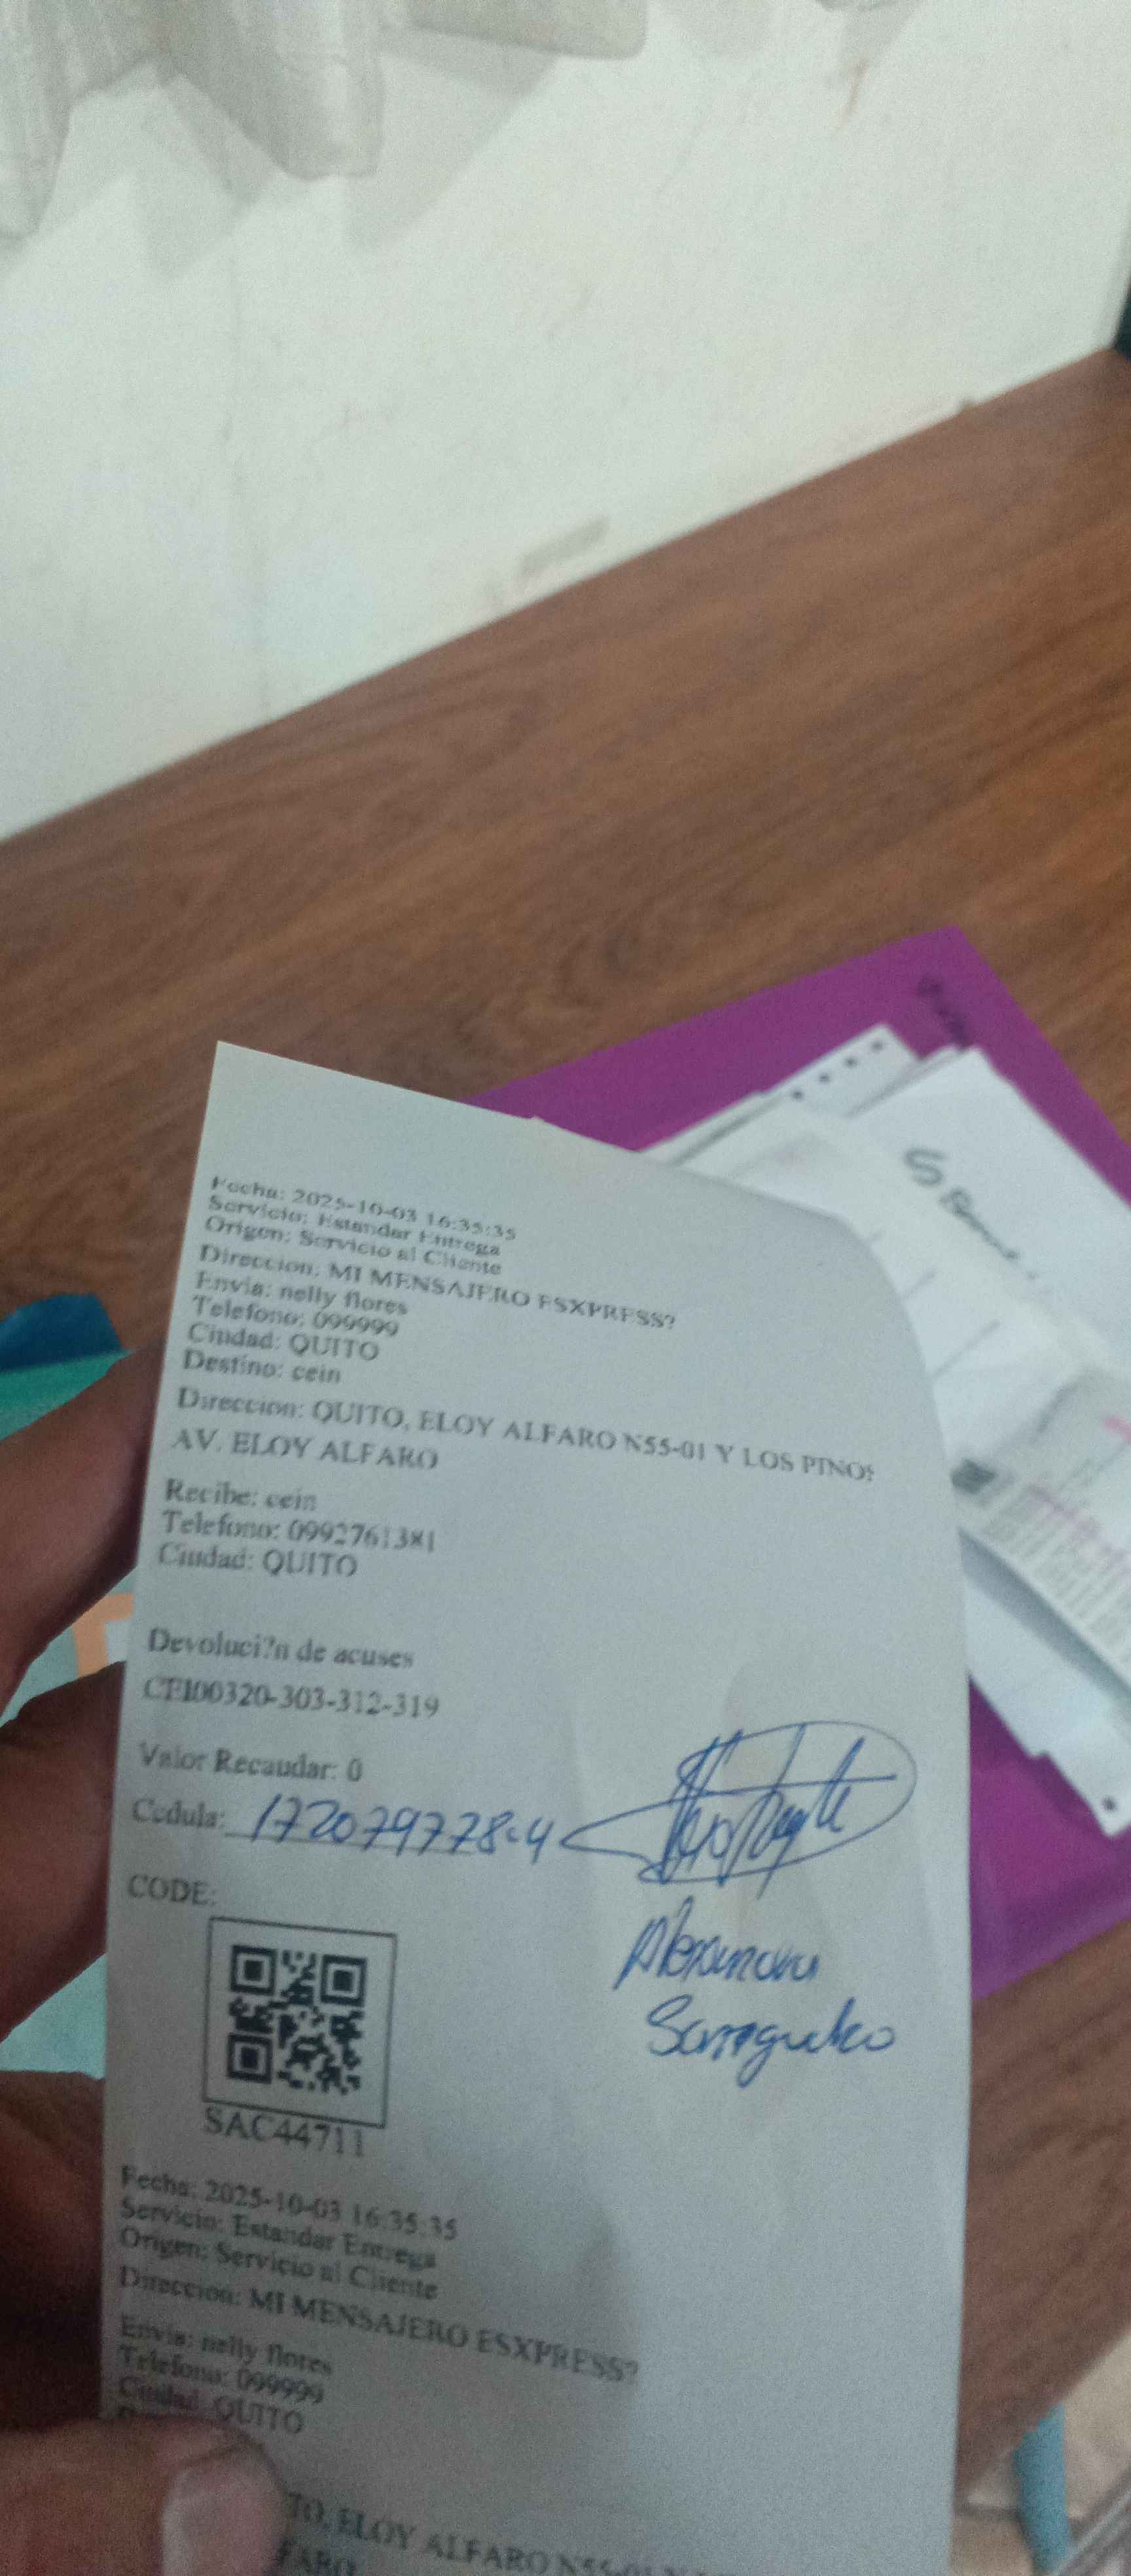 Fecha: 2025-10-03 16:35:35
Servicio: Estandar Entrega
Origen: Servicio al Cliente
Direccion: MI MENSAJERO ESXPRESS?
Envia: nelly flores
Telefono: 099999
Ciudad: QUITO
Destino: cein
Direccion: QUITO, ELOY ALFARO N55-01 Y LOS PINOS
AV. ELOY ALFARO
Recibe: cein
Telefono: 0992761381
Ciudad: QUITO
Devoluci?n de acuses
CEI00320-303-312-319
Valor Recaudar: 0
Cedula: 172079778-4
CODE:
SAC44711
Fecha: 2025-10-03 16:35:35
Servicio: Estandar Entrega
Origen: Servicio al Cliente
Direccion: MI MENSAJERO ESXPRESS?
Envia: nelly flores
Telefono: 099999
Ciudad: QUITO
TO, ELOY ALFARO N55-01 Y
FARO